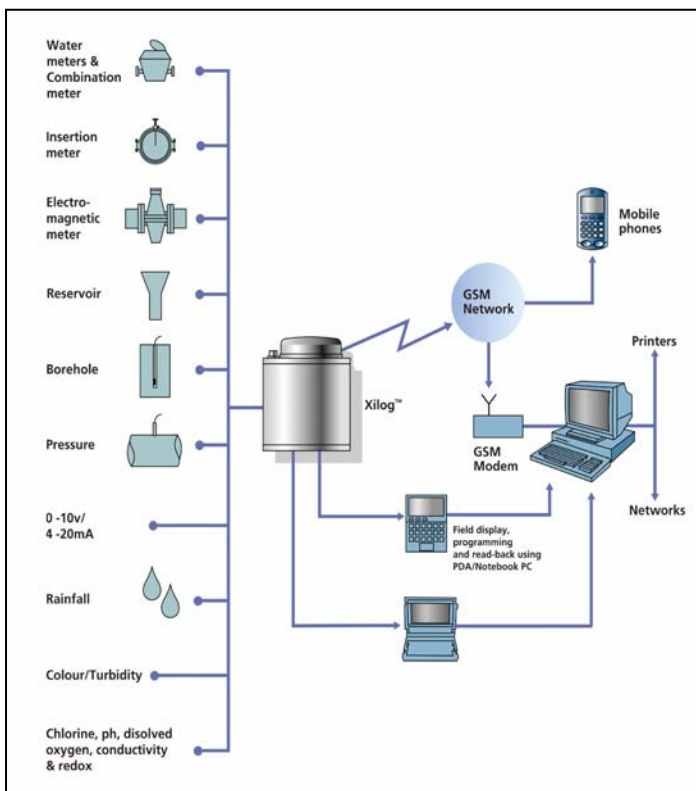 Water
meters &
Combination
meter
Insertion
meter
Electro-
magnetic
meter
Reservoir
Borehole
Pressure
0 -10v/
4 -20mA
Rainfall
Colour/Turbidity
Chlorine, ph, disolved
oxygen, conductivity
& redox
Xilog™
GSM
Network
Mobile
phones
GSM
Modem
Printers
Networks
Field display,
programming
and read-back using
PDA/Notebook PC